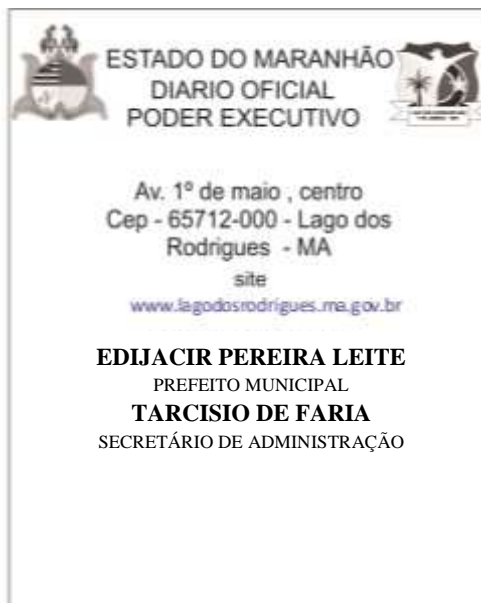 ESTADO DO MARANHÃO
DIARIO OFICIAL
PODER EXECUTIVO
Av. 1º de maio , centro
Cep - 65712-000 - Lago dos
Rodrigues - MA
site
www.lagodosrodrigues.ma.gov.br
EDIJACIR PEREIRA LEITE
PREFEITO MUNICIPAL
TARCISIO DE FARIA
SECRETÁRIO DE ADMINISTRAÇÃO